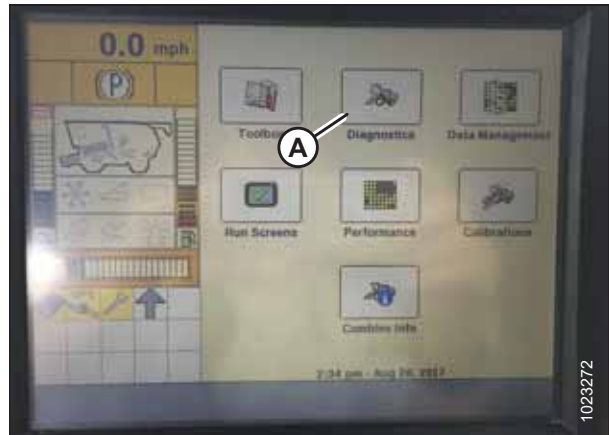 0.0 mph
(P)
Toolbox Diagnostics Data Management
A
Run Screens Performance Calibrations
Combine Info
2:34 pm - Aug 24, 2017
1023272